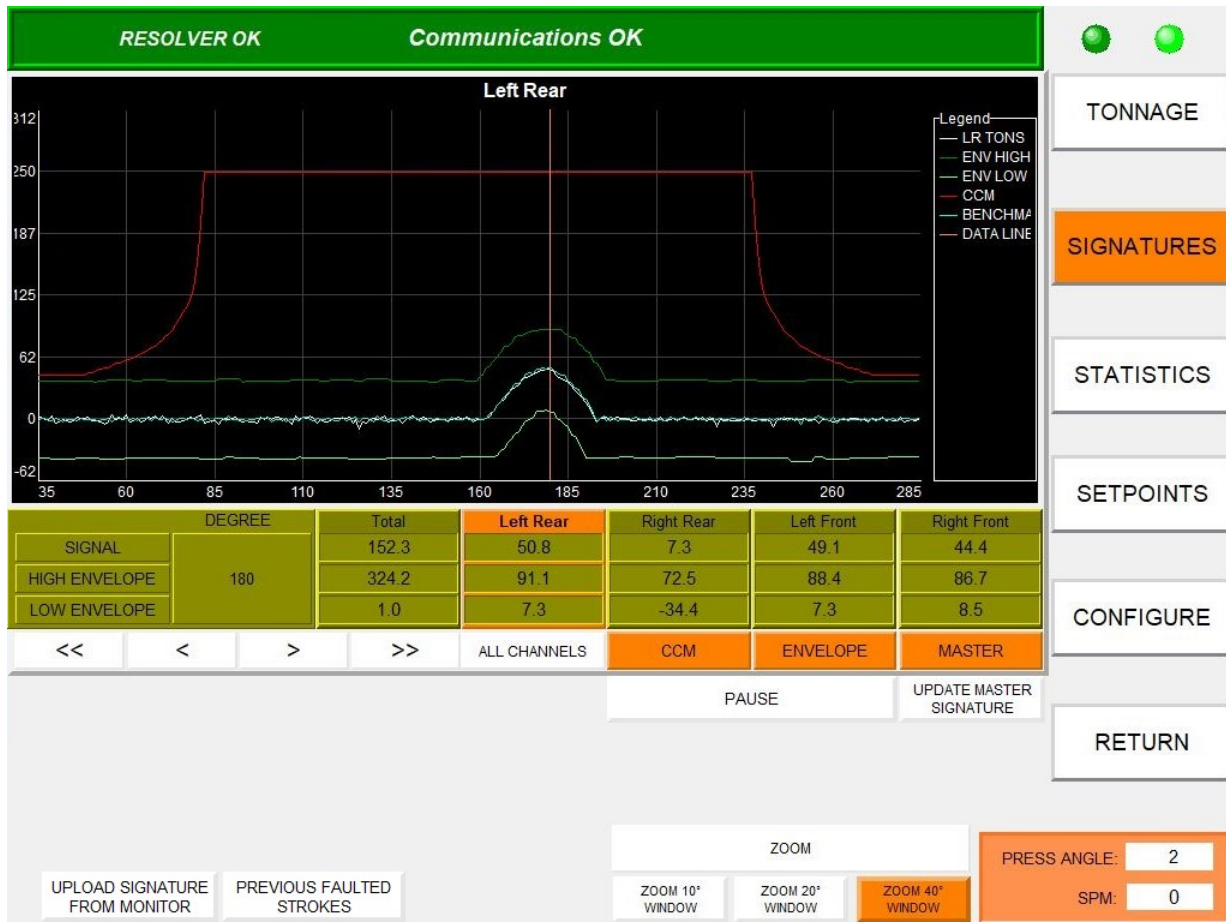 RESOLVER OK Communications OK
Left Rear
312
250
187
125
62
0
-62
35 60 85 110 135 160 185 210 235 260 285
Legend
LR TONS
ENV HIGH
ENV LOW
CCM
BENCHMA
DATA LINE
DEGREE Total Left Rear Right Rear Left Front Right Front
SIGNAL 152.3 50.8 7.3 49.1 44.4
HIGH ENVELOPE 180 324.2 91.1 72.5 88.4 86.7
LOW ENVELOPE 1.0 7.3 -34.4 7.3 8.5
<< < > >> ALL CHANNELS CCM ENVELOPE MASTER
PAUSE
UPDATE MASTER
SIGNATURE
TONNAGE
SIGNATURES
STATISTICS
SETPOINTS
CONFIGURE
RETURN
UPLOAD SIGNATURE
FROM MONITOR
PREVIOUS FAULTED
STROKES
ZOOM
ZOOM 10°
WINDOW
ZOOM 20°
WINDOW
ZOOM 40°
WINDOW
PRESS ANGLE: 2
SPM: 0